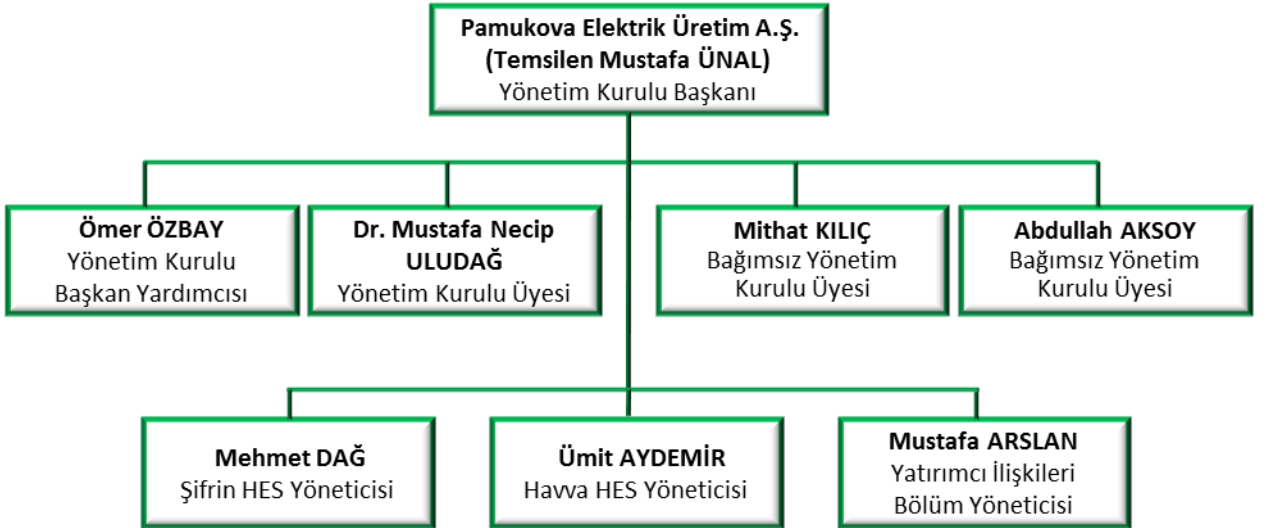 Pamukova Elektrik Üretim A.Ş.
(Temsilen Mustafa ÜNAL)
Yönetim Kurulu Başkanı
Ömer ÖZBAY
Yönetim Kurulu
Başkan Yardımcısı
Dr. Mustafa Necip
ULUDAĞ
Yönetim Kurulu Üyesi
Mithat KILIÇ
Bağımsız Yönetim
Kurulu Üyesi
Abdullah AKSOY
Bağımsız Yönetim
Kurulu Üyesi
Mehmet DAĞ
Şifrin HES Yöneticisi
Ümit AYDEMİR
Havva HES Yöneticisi
Mustafa ARSLAN
Yatırımcı İlişkileri
Bölüm Yöneticisi